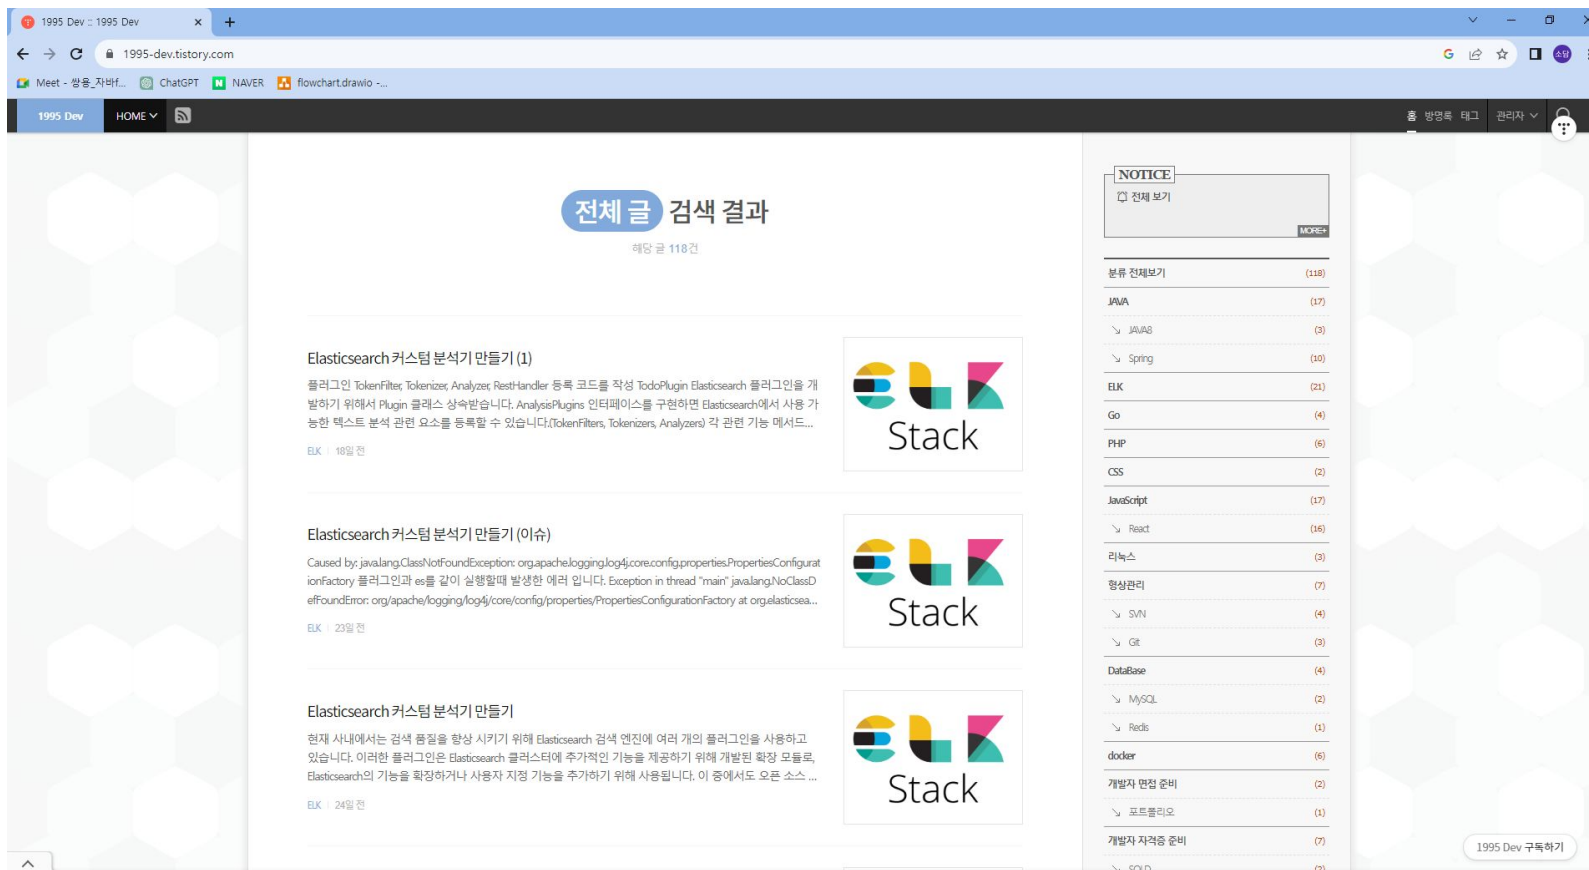 1995 Dev :: 1995 Dev
1995-dev.tistory.com
소담
Meet - 쌍용_자바f... ChatGPT NAVER flowchart.drawio -...
1995 Dev HOME 홈 방명록 태그 관리자
전체 글 검색 결과
해당 글 118건
Elasticsearch 커스텀 분석기 만들기 (1)
플러그인 TokenFilter, Tokenizer, Analyzer, RestHandler 등록 코드를 작성 TodoPlugin Elasticsearch 플러그인을 개
발하기 위해서 Plugin 클래스 상속받습니다. AnalysisPlugins 인터페이스를 구현하면 Elasticsearch에서 사용 가
능한 텍스트 분석 관련 요소를 등록할 수 있습니다.(TokenFilters, Tokenizers, Analyzers) 각 관련 기능 메서드...
ELK 18일 전
Stack
Elasticsearch 커스텀 분석기 만들기 (이슈)
Caused by: java.lang.ClassNotFoundException: org.apache.logging.log4j.core.config.properties.PropertiesConfigurat
ionFactory 플러그인과 es를 같이 실행할때 발생한 에러 입니다. Exception in thread "main" java.lang.NoClassD
efFoundError: org/apache/logging/log4j/core/config/properties/PropertiesConfigurationFactory at org.elasticsea...
ELK 23일 전
Stack
Elasticsearch 커스텀 분석기 만들기
현재 사내에서는 검색 품질을 향상 시키기 위해 Elasticsearch 검색 엔진에 여러 개의 플러그인을 사용하고
있습니다. 이러한 플러그인은 Elasticsearch 클러스터에 추가적인 기능을 제공하기 위해 개발된 확장 모듈로,
Elasticsearch의 기능을 확장하거나 사용자 지정 기능을 추가하기 위해 사용됩니다. 이 중에서도 오픈 소스 ...
ELK 24일 전
Stack
NOTICE
전체 보기
MORE+
분류 전체보기 (118)
JAVA (17)
JAVA8 (3)
Spring (10)
ELK (21)
Go (4)
PHP (6)
CSS (2)
JavaScript (17)
React (16)
리눅스 (3)
형상관리 (7)
SVN (4)
Git (3)
DataBase (4)
MySQL (2)
Redis (1)
docker (6)
개발자 면접 준비 (2)
포트폴리오 (1)
개발자 자격증 준비 (7)
1995 Dev 구독하기